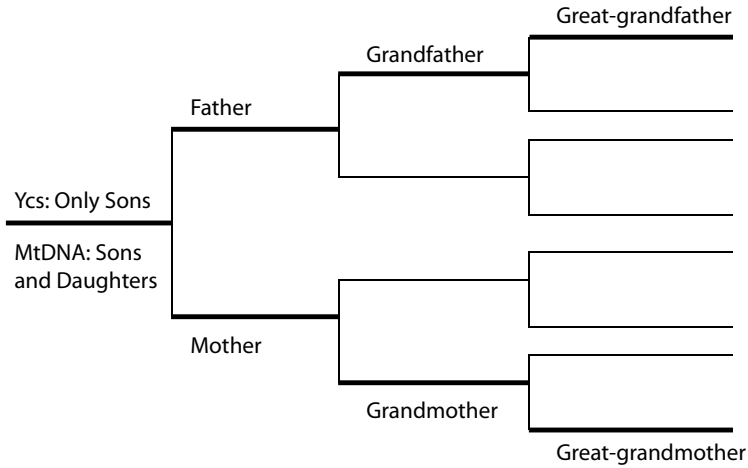 Great-grandfather
Grandfather
Father
Ycs: Only Sons
MtDNA: Sons
and Daughters
Mother
Grandmother
Great-grandmother